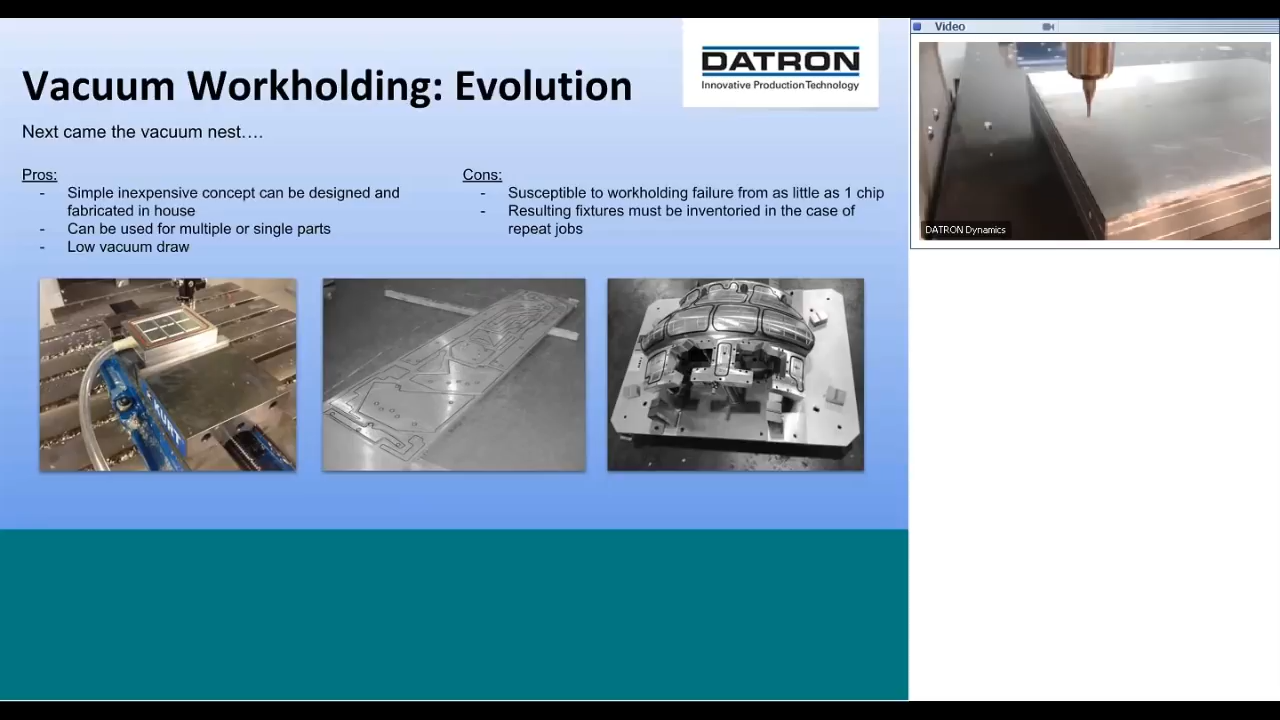 Vacuum Workholding: Evolution
DATRON
Innovative Production Technology
Next came the vacuum nest….
Pros:
- Simple inexpensive concept can be designed and
fabricated in house
- Can be used for multiple or single parts
- Low vacuum draw
Cons:
- Susceptible to workholding failure from as little as 1 chip
- Resulting fixtures must be inventoried in the case of
repeat jobs
Video
DATRON Dynamics